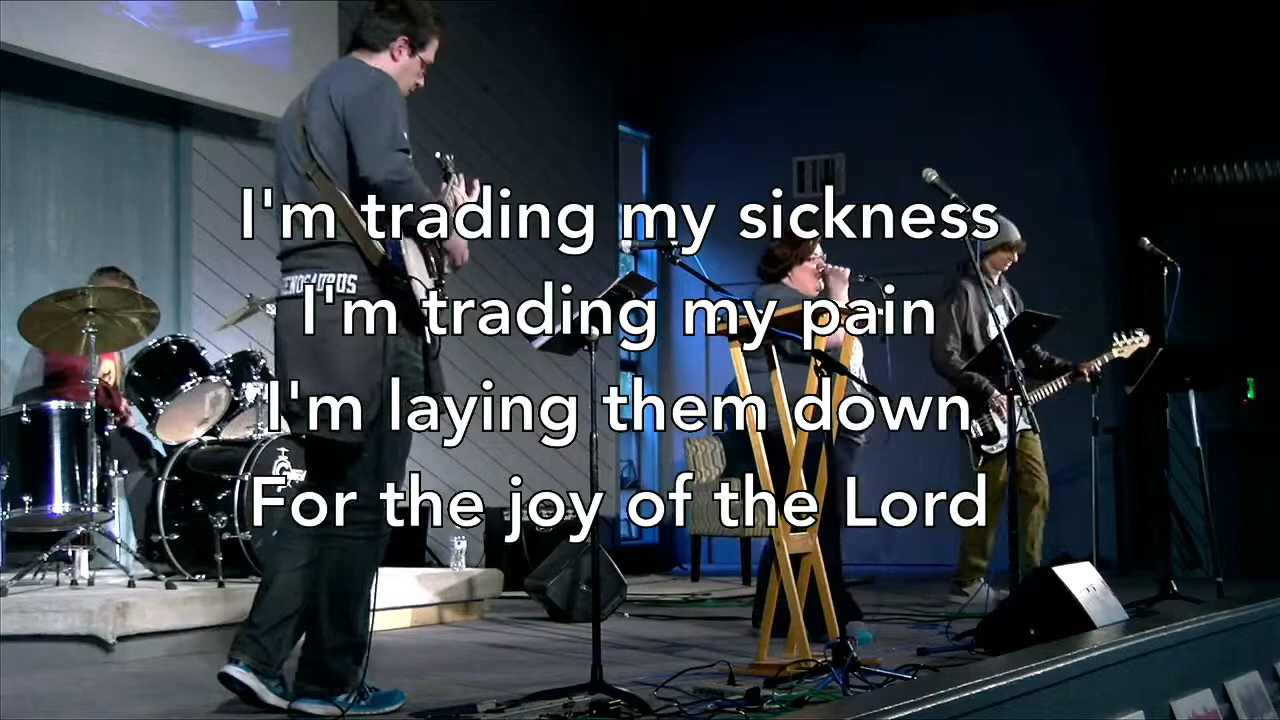 I'm trading my sickness
I'm trading my pain
I'm laying them down
For the joy of the Lord